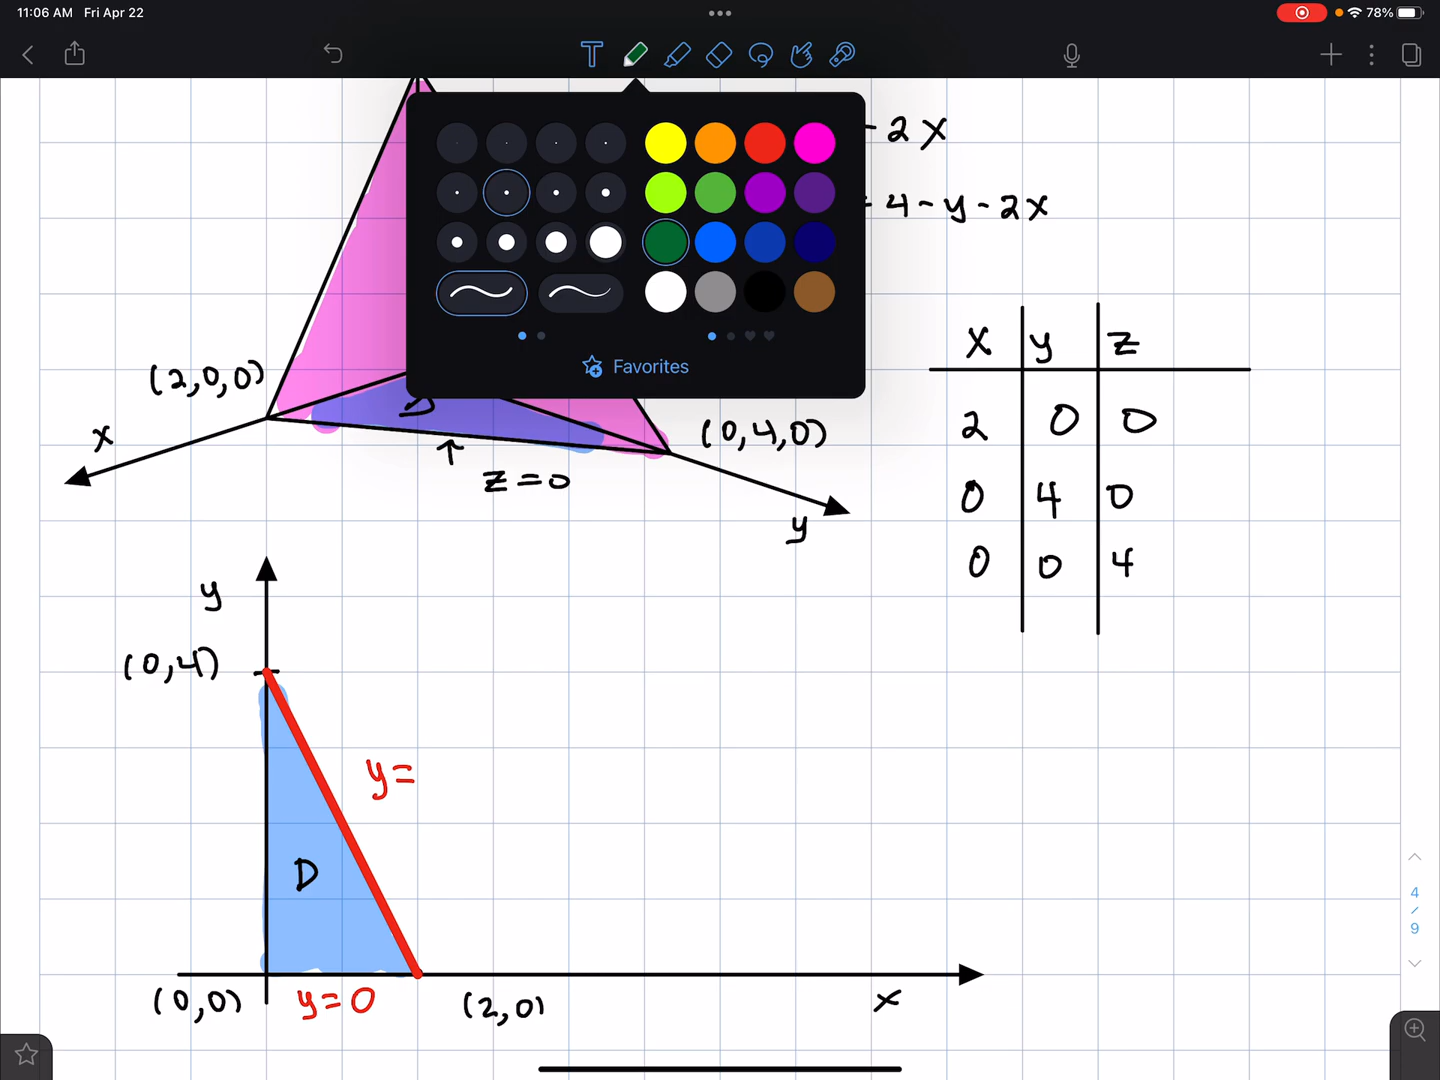 11:06 AM Fri Apr 22
78%
T
- 2x
= 4 - y - 2x
Favorites
(2,0,0)
x y z
2 0 0
0 4 0
0 0 4
D
(0,4,0)
x
↑
z = 0
y
y
(0,4)
y =
D
(0,0)
y = 0
(2,0)
x
4
/
9